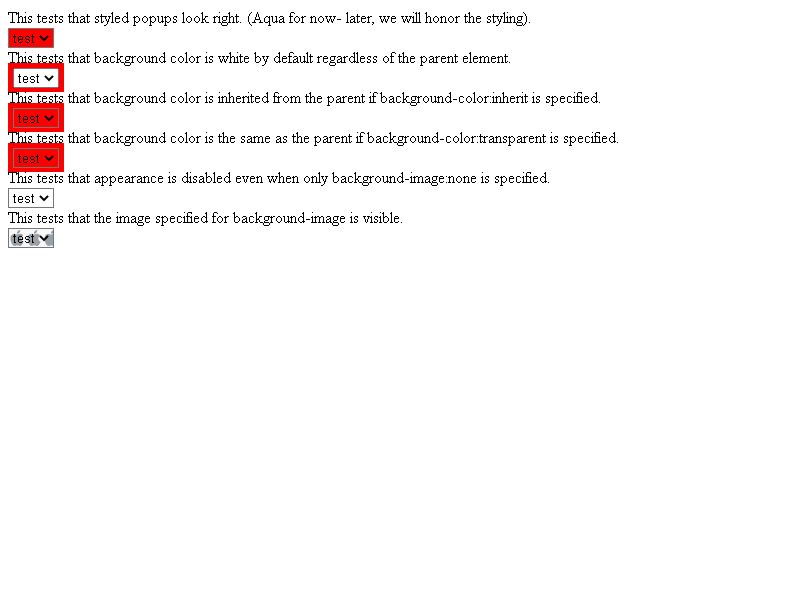 This tests that styled popups look right. (Aqua for now- later, we will honor the styling).
test
This tests that background color is white by default regardless of the parent element.
test
This tests that background color is inherited from the parent if background-color:inherit is specified.
test
This tests that background color is the same as the parent if background-color:transparent is specified.
test
This tests that appearance is disabled even when only background-image:none is specified.
test
This tests that the image specified for background-image is visible.
test